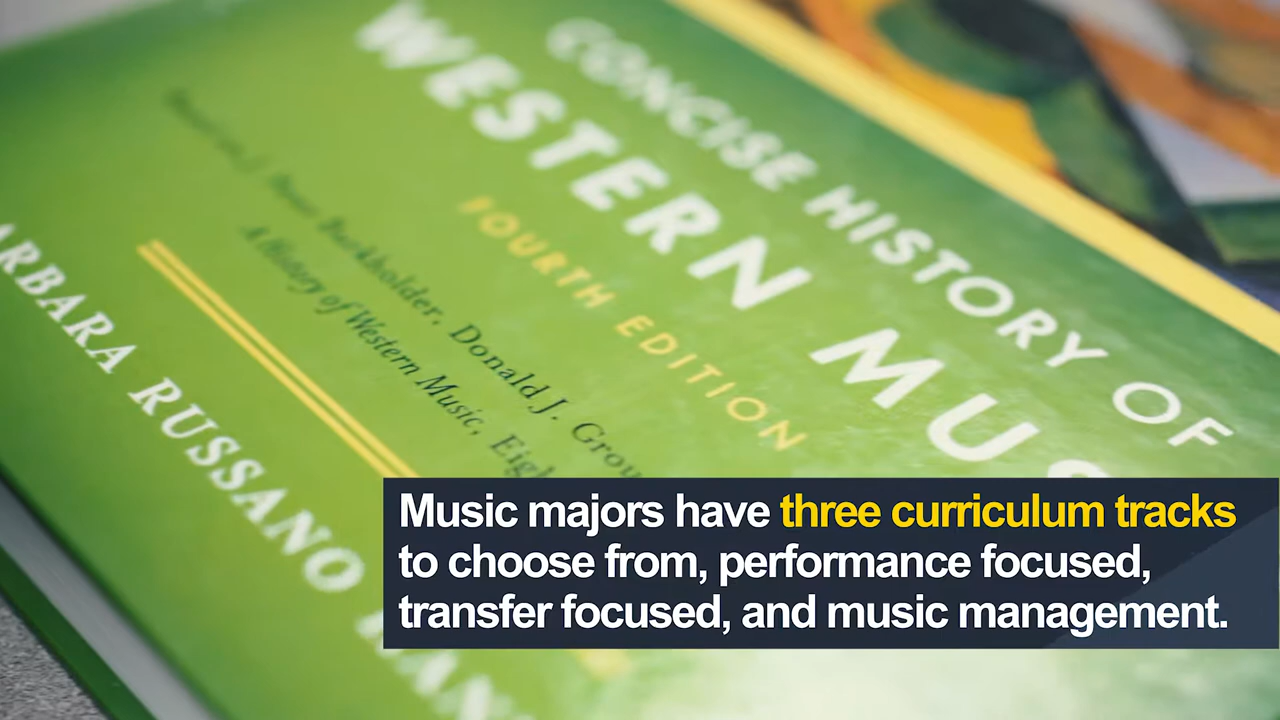 CONCISE HISTORY OF
WESTERN MUS
FOURTH EDITION
Burkholder, Donald J. Grou
A History of Western Music, Eigh
ARBARA RUSSANO HAN
Music majors have three curriculum tracks
to choose from, performance focused,
transfer focused, and music management.